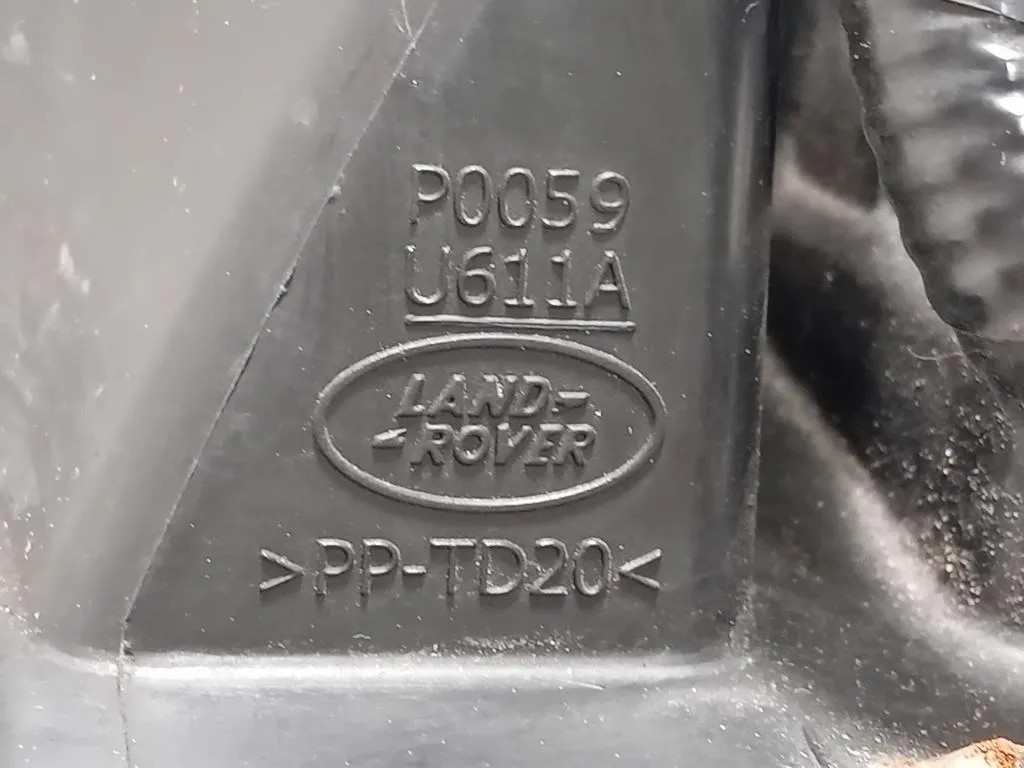 P0059
U611A
LAND-
-ROVER
>PP-TD20<